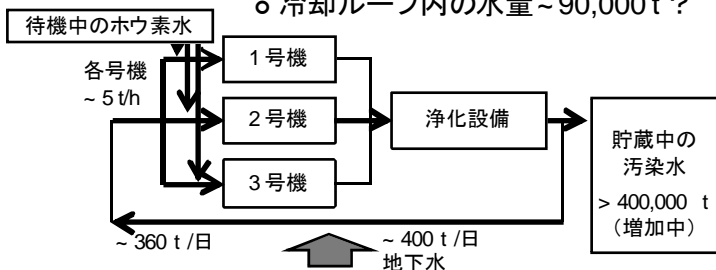 δ 冷却ループ内の水量~90,000 t ?
待機中のホウ素水
各号機
~ 5 t/h
1号機
2号機
3号機
浄化設備
貯蔵中の
汚染水
> 400,000 t
(増加中)
~ 360 t /日
~ 400 t /日
地下水